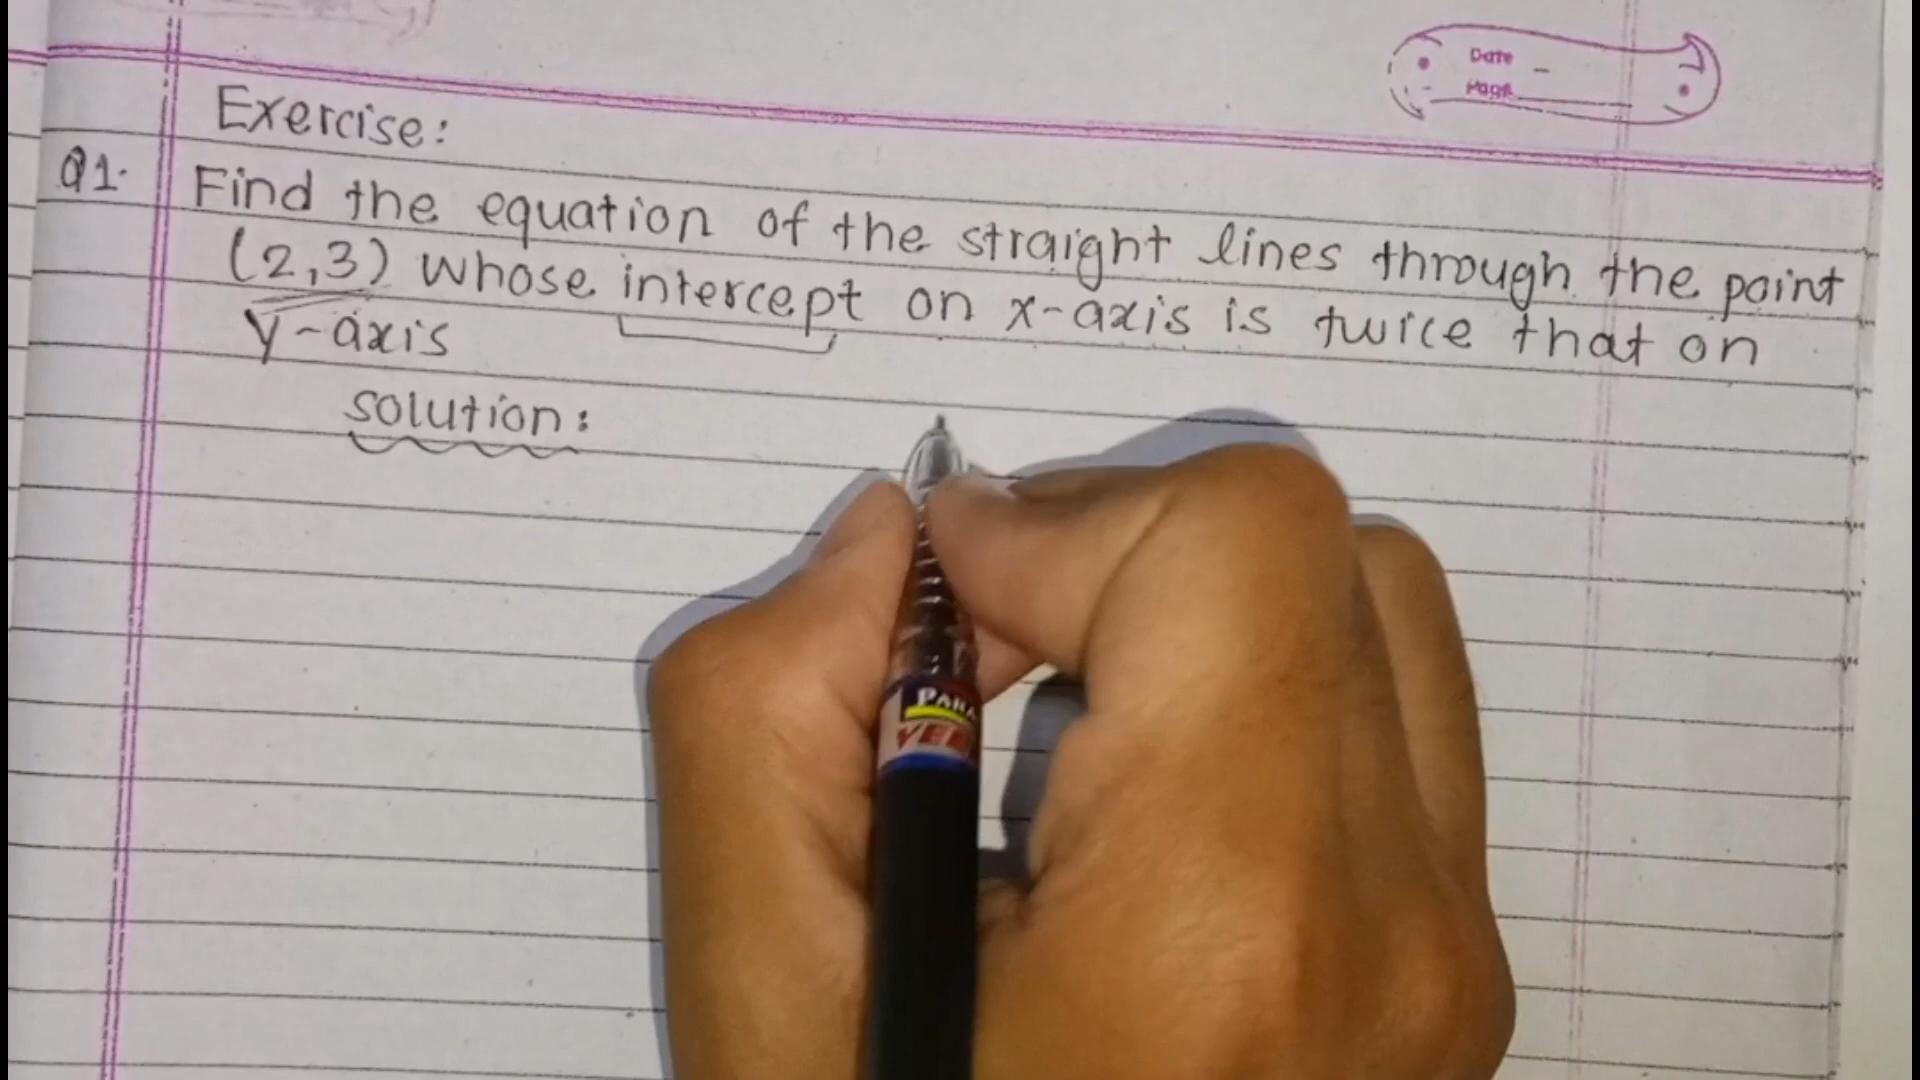 Date
Page
Exercise:
Q1. Find the equation of the straight lines through the point
(2,3) whose intercept on x-axis is twice that on
y-axis
solution: